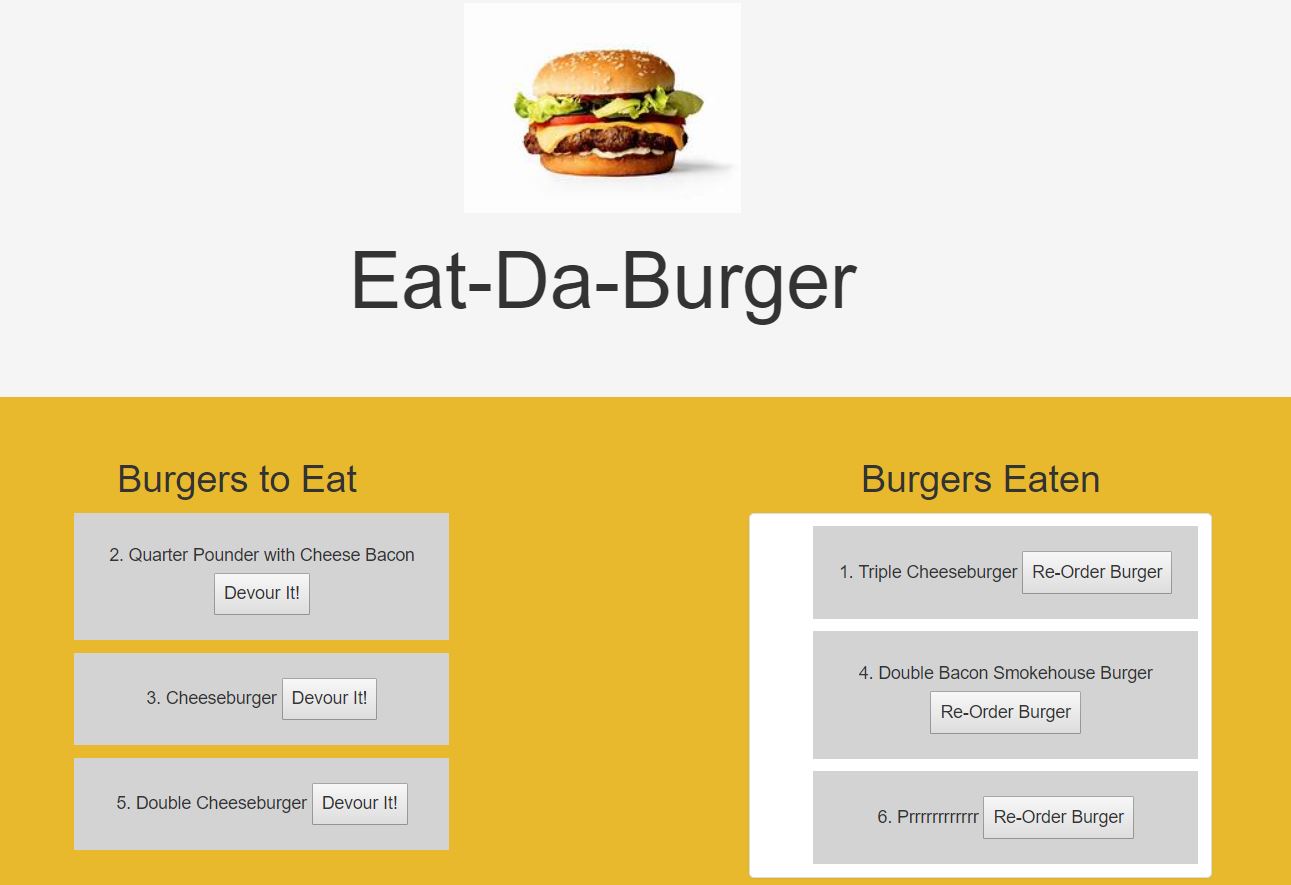 Eat-Da-Burger
Burgers to Eat
2. Quarter Pounder with Cheese Bacon
Devour It!
3. Cheeseburger Devour It!
5. Double Cheeseburger Devour It!
Burgers Eaten
1. Triple Cheeseburger Re-Order Burger
4. Double Bacon Smokehouse Burger
Re-Order Burger
6. Prrrrrrrrrrrr Re-Order Burger